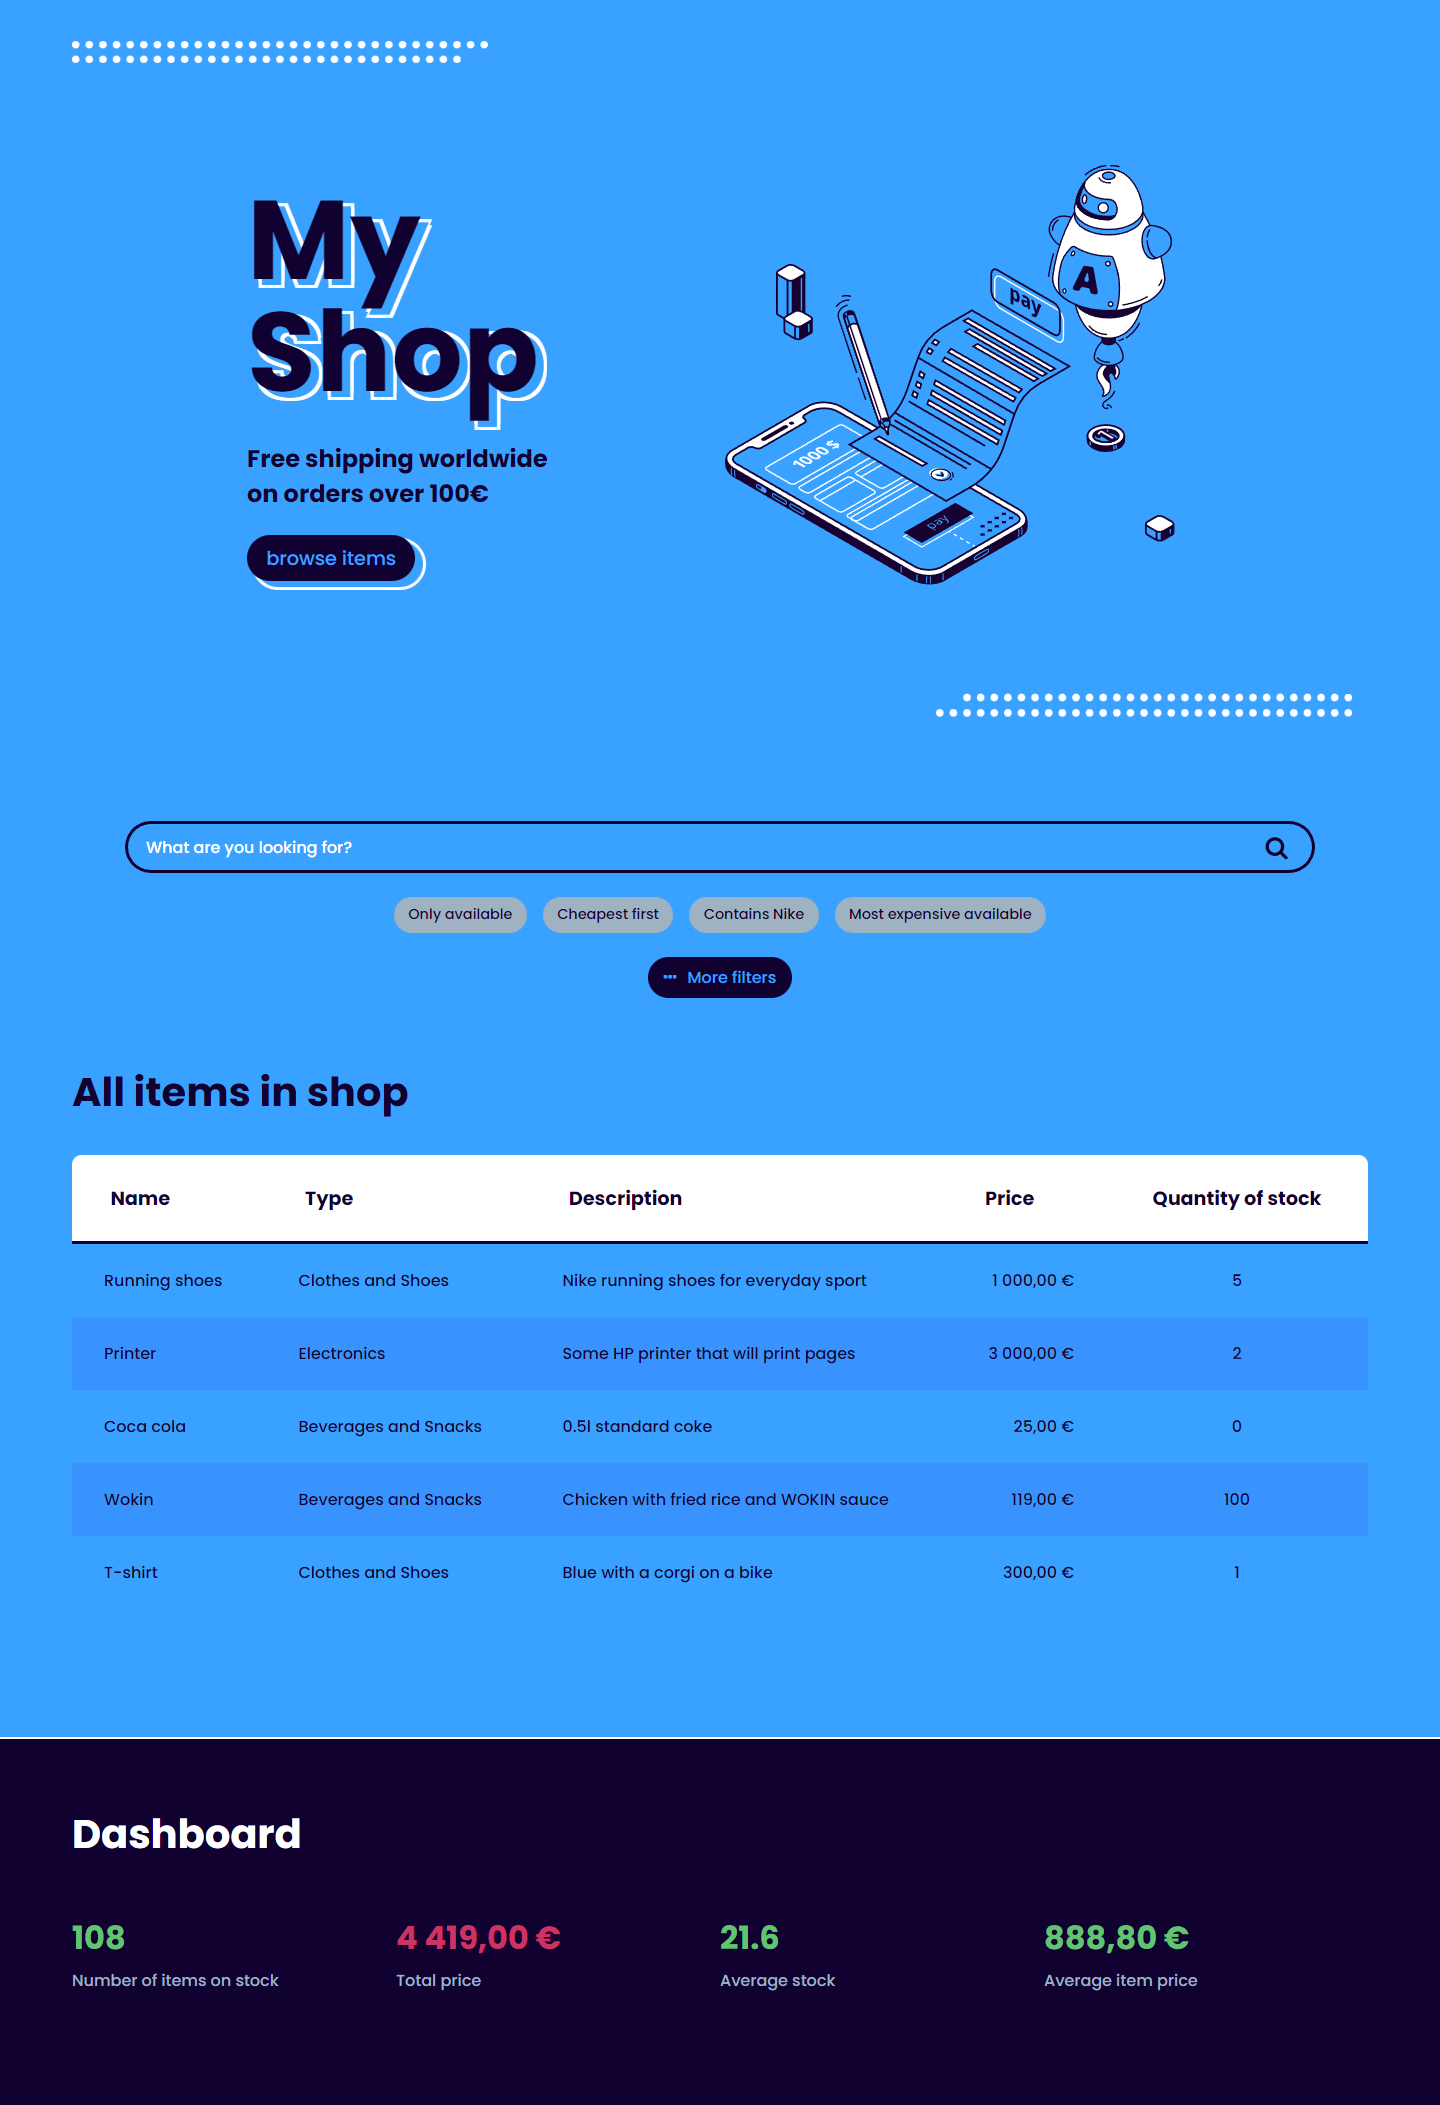 My
Shop
Free shipping worldwide
on orders over 100€
browse items
A
pay
1000 $
pay
What are you looking for?
Only available Cheapest first Contains Nike Most expensive available
More filters
All items in shop
Name Type Description Price Quantity of stock
Running shoes Clothes and Shoes Nike running shoes for everyday sport 1 000,00 € 5
Printer Electronics Some HP printer that will print pages 3 000,00 € 2
Coca cola Beverages and Snacks 0.5l standard coke 25,00 € 0
Wokin Beverages and Snacks Chicken with fried rice and WOKIN sauce 119,00 € 100
T-shirt Clothes and Shoes Blue with a corgi on a bike 300,00 € 1
Dashboard
108 4 419,00 € 21.6 888,80 €
Number of items on stock Total price Average stock Average item price